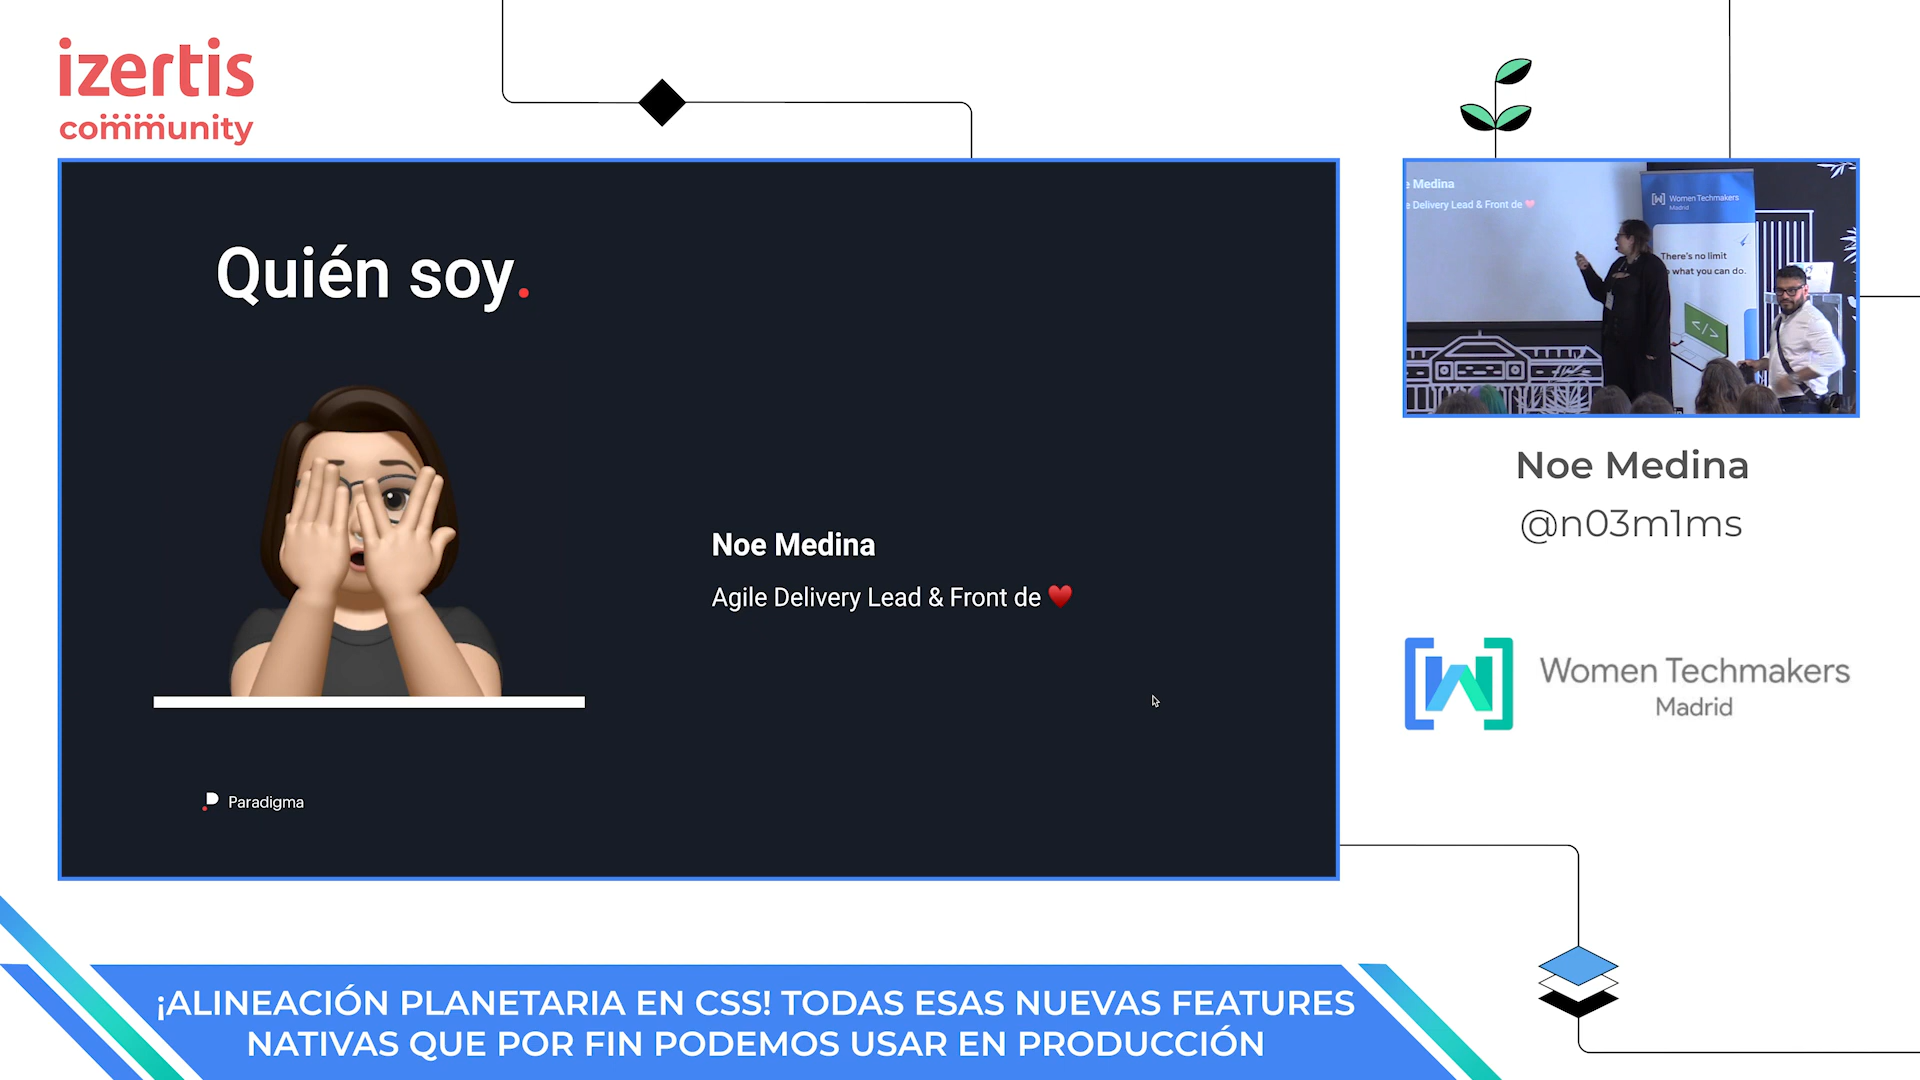 izertis
community
Quién soy.
Noe Medina
Agile Delivery Lead & Front de ❤️
Paradigma
e Medina
e Delivery Lead & Front de ❤️
Women Techmakers
Madrid
There's no limit
what you can do.
</>
Noe Medina
@n03m1ms
Women Techmakers
Madrid
¡ALINEACIÓN PLANETARIA EN CSS! TODAS ESAS NUEVAS FEATURES
NATIVAS QUE POR FIN PODEMOS USAR EN PRODUCCIÓN